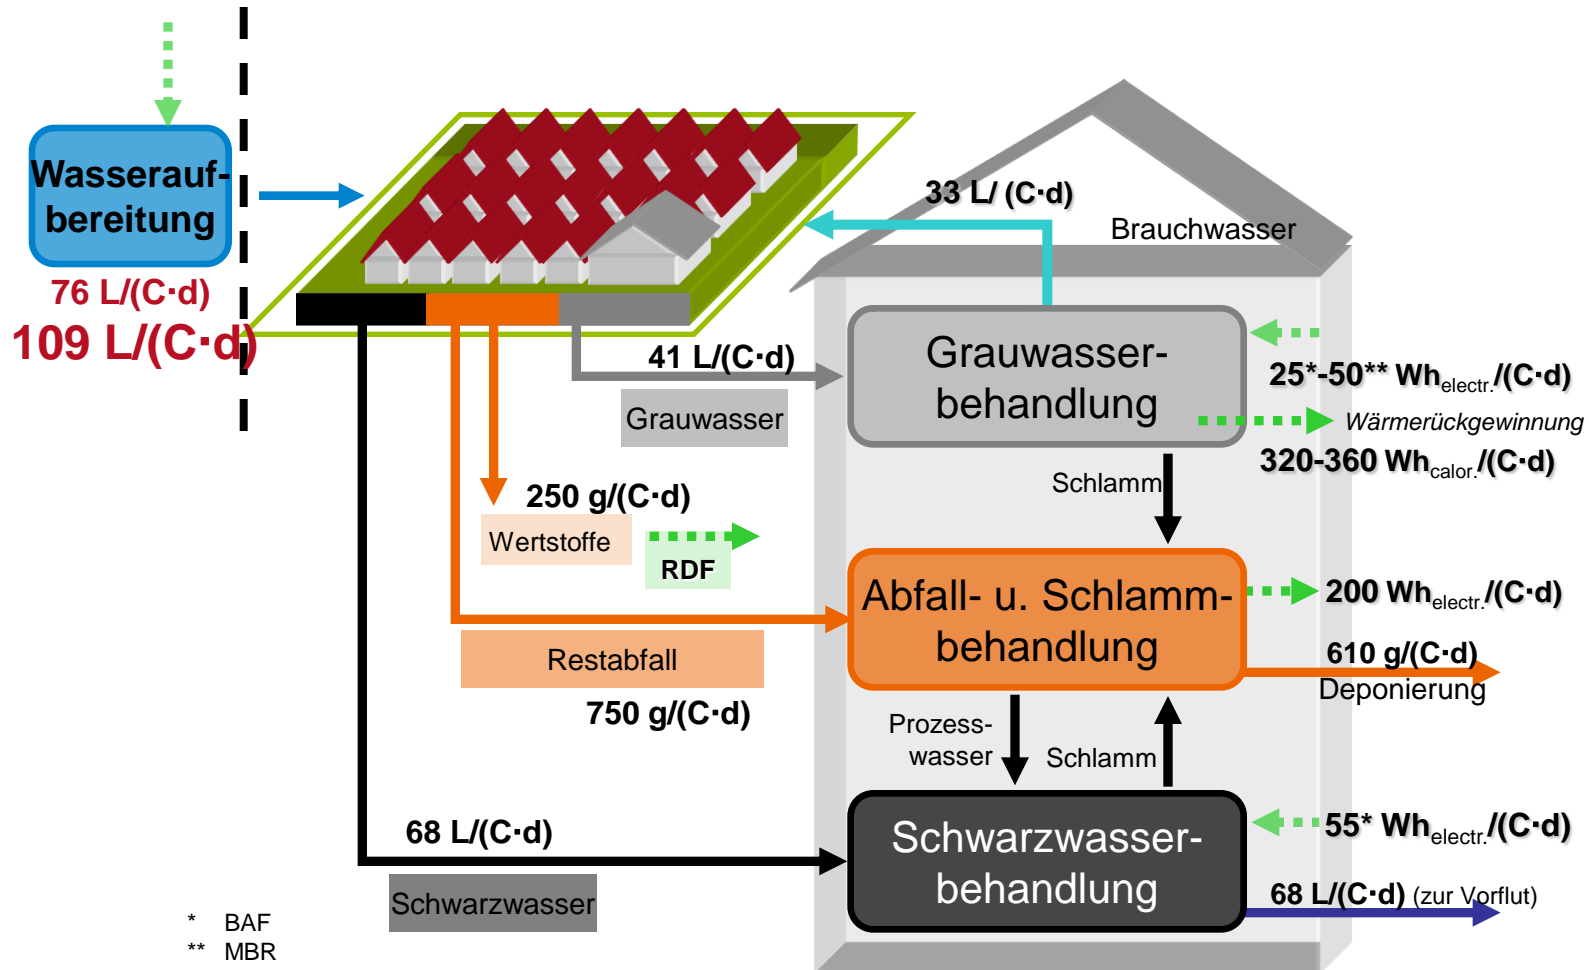 Wasserauf-
bereitung
76 L/(C·d)
109 L/(C·d)
33 L/ (C·d)
Brauchwasser
41 L/(C·d)
Grauwasser
Grauwasser-
behandlung
25*-50** Whelectr./(C·d)
Wärmerückgewinnung
320-360 Whcalor./(C·d)
Schlamm
250 g/(C·d)
Wertstoffe
RDF
Abfall- u. Schlamm-
behandlung
200 Whelectr./(C·d)
610 g/(C·d)
Deponierung
Restabfall
750 g/(C·d)
Prozess-
wasser
Schlamm
68 L/(C·d)
Schwarzwasser
Schwarzwasser-
behandlung
55* Whelectr./(C·d)
68 L/(C·d) (zur Vorflut)
* BAF
** MBR